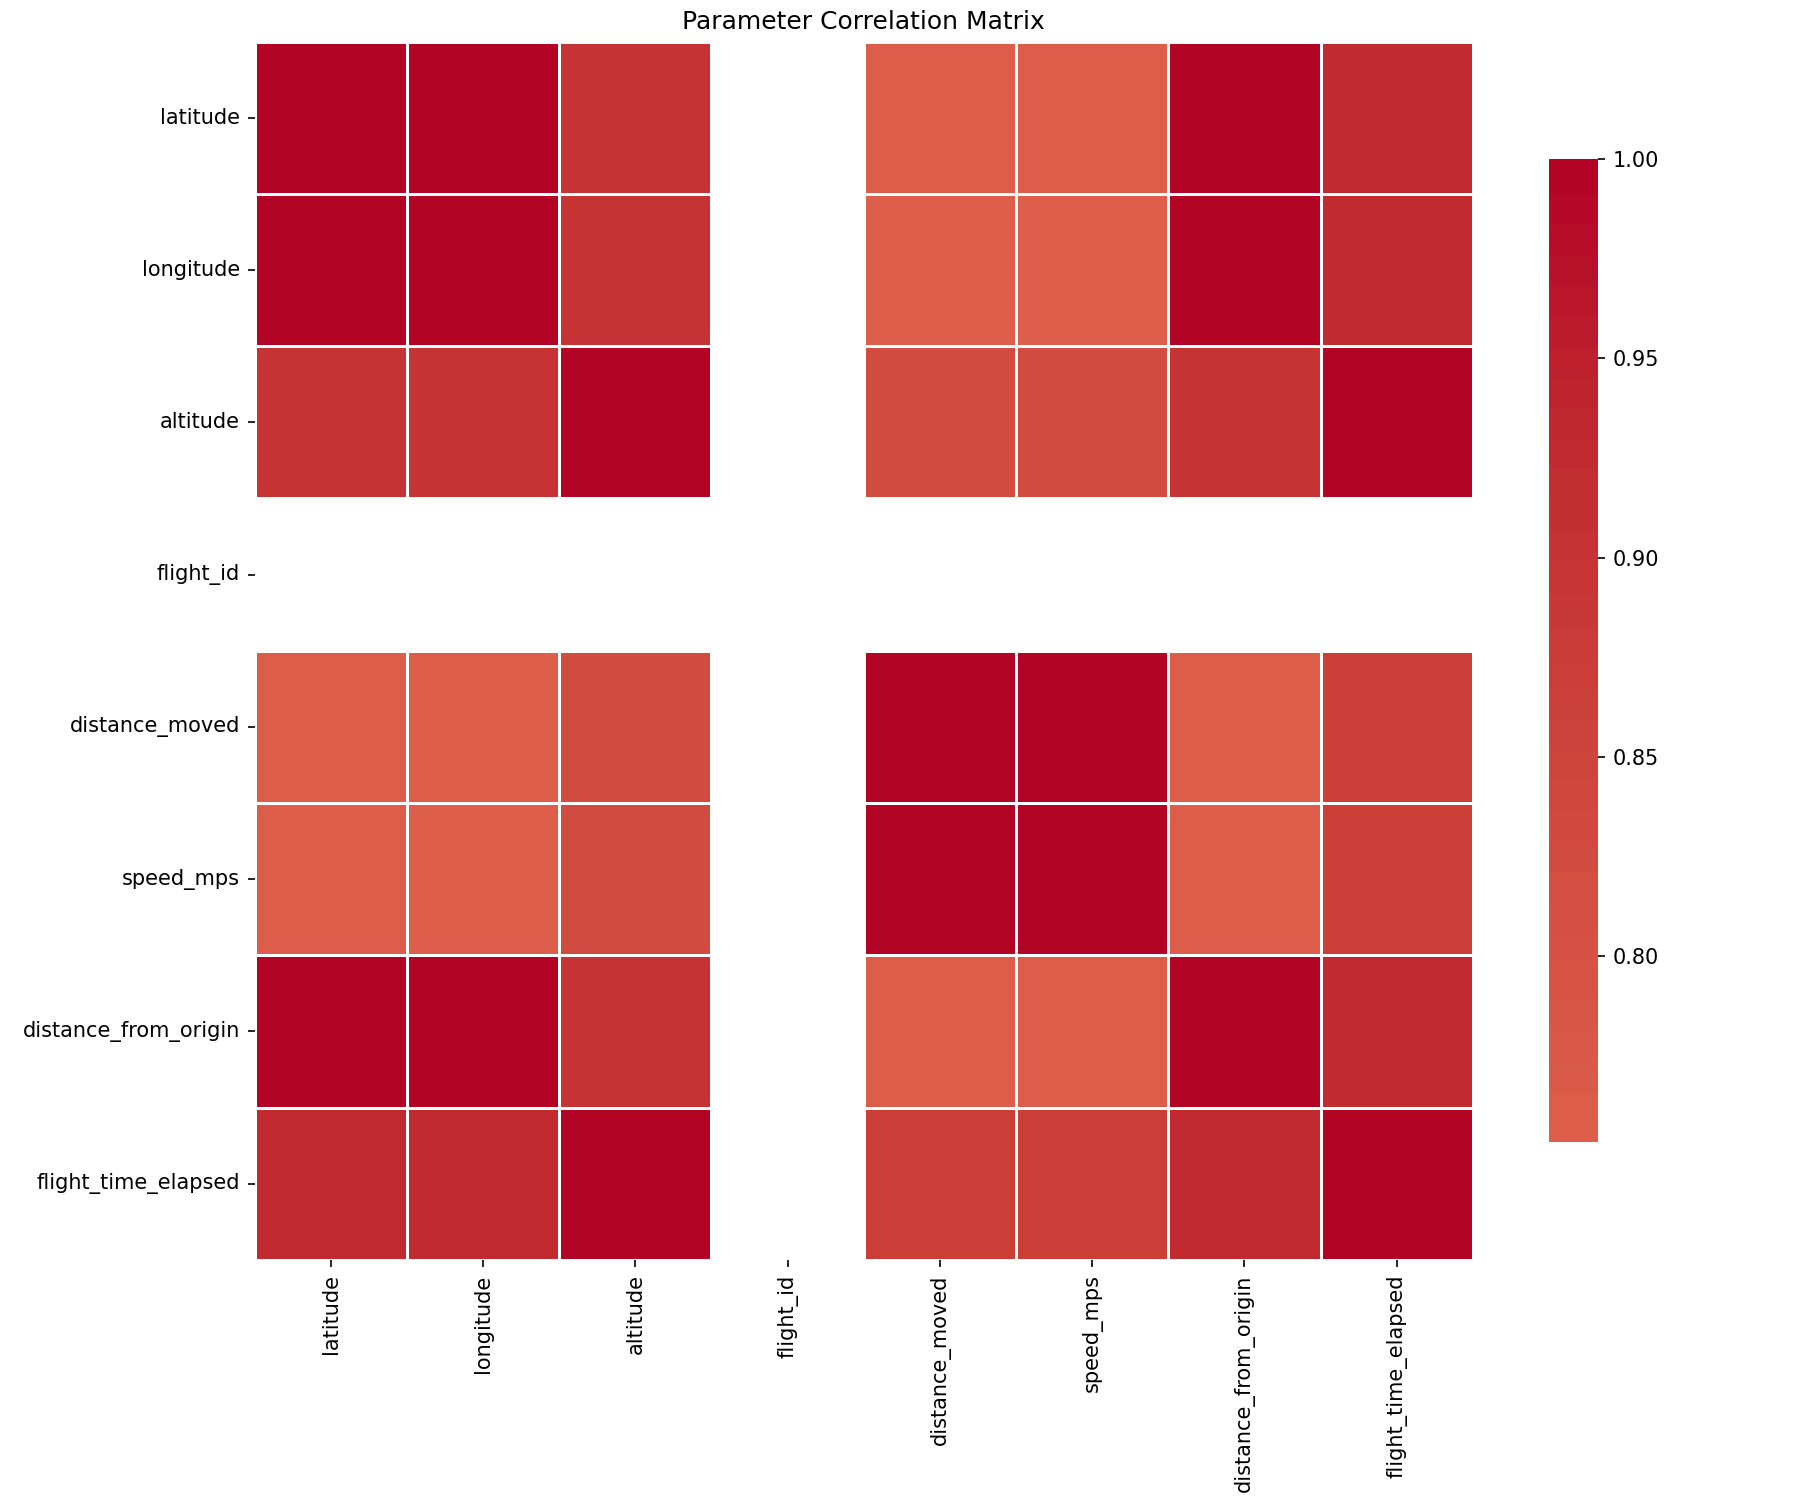 Parameter Correlation Matrix
latitude
longitude
altitude
flight_id
distance_moved
speed_mps
distance_from_origin
flight_time_elapsed
latitude
longitude
altitude
flight_id
distance_moved
speed_mps
distance_from_origin
flight_time_elapsed
1.00
0.95
0.90
0.85
0.80